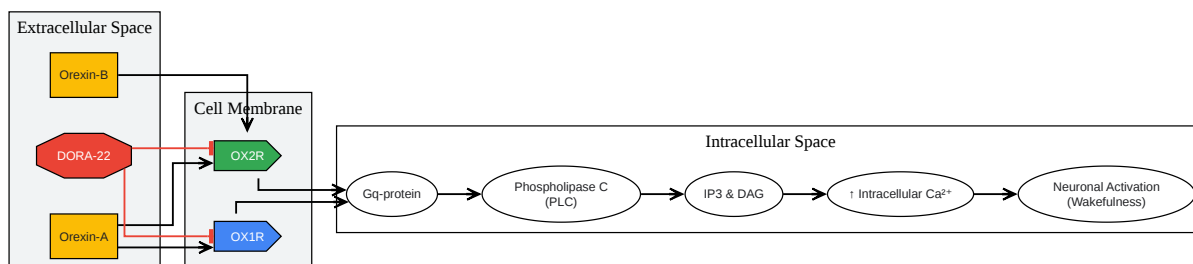 Extracellular Space
Orexin-B
Cell Membrane
DORA-22
OX2R
Orexin-A
OX1R
Intracellular Space
Gq-protein
Phospholipase C
(PLC)
IP3 & DAG
↑ Intracellular Ca²⁺
Neuronal Activation
(Wakefulness)